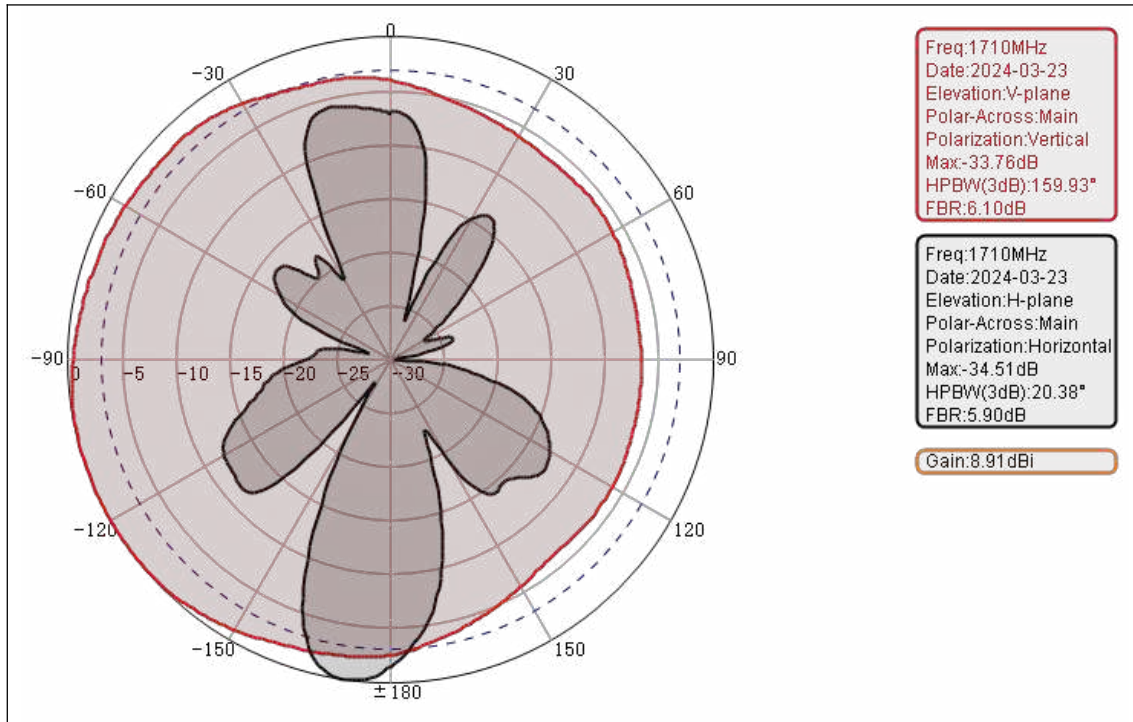 0
-30
30
-60
60
-90
0
-5
-10
-15
-20
-25
-30
90
-120
120
-150
150
±180
Freq:1710MHz
Date:2024-03-23
Elevation:V-plane
Polar-Across:Main
Polarization:Vertical
Max:-33.76dB
HPBW(3dB):159.93°
FBR:6.10dB
Freq:1710MHz
Date:2024-03-23
Elevation:H-plane
Polar-Across:Main
Polarization:Horizontal
Max:-34.51dB
HPBW(3dB):20.38°
FBR:5.90dB
Gain:8.91dBi